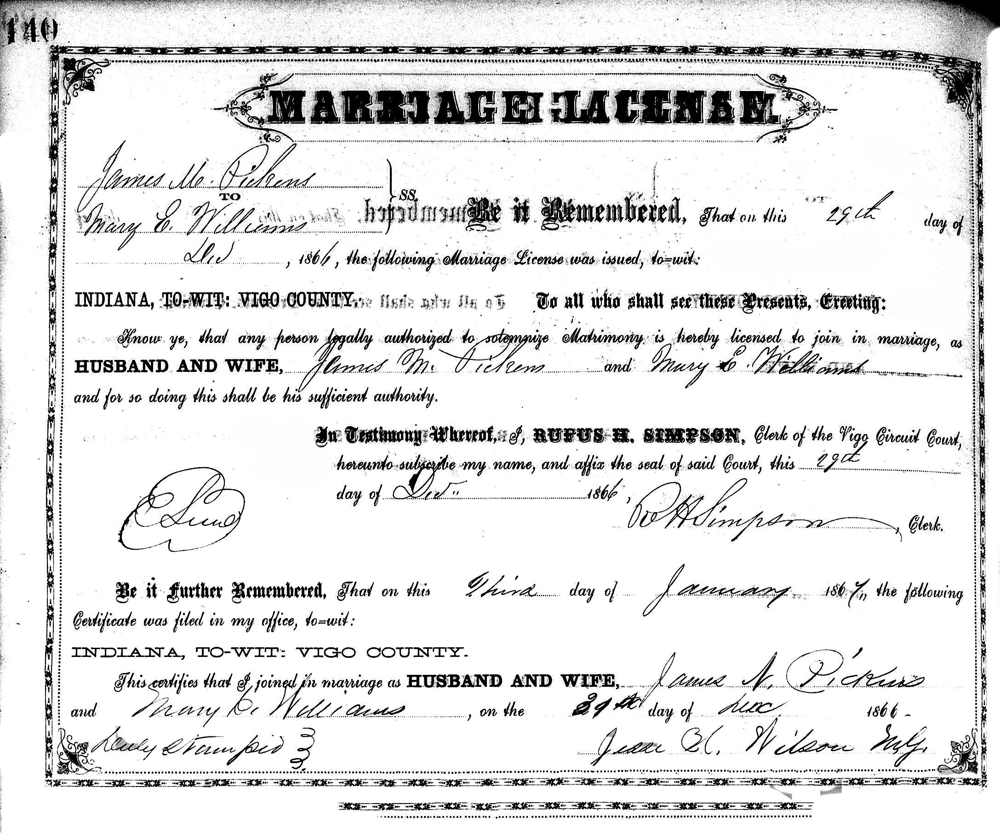 140
MARRIAGE LICENSE.
James M. Pickens
TO
Mary E. Williams
SS.
Be it Remembered, That on this 29th day of
Dec , 1866, the following Marriage License was issued, to=wit:
INDIANA, TO-WIT: VIGO COUNTY. To all who shall see these Presents, Greeting:
Know ye, that any person legally authorized to solemnize Matrimony is hereby licensed to join in marriage, as
HUSBAND AND WIFE, James M. Pickens and Mary E. Williams
and for so doing this shall be his sufficient authority.
In Testimony Whereof, I, RUFUS H. SIMPSON, Clerk of the Vigo Circuit Court,
hereunto subscribe my name, and affix the seal of said Court, this 29th
day of Dec 1866,
R H Simpson, Clerk.
Be it Further Remembered, That on this Third day of January 1867, the following
Certificate was filed in my office, to=wit:
INDIANA, TO-WIT: VIGO COUNTY.
This certifies that I joined in marriage as HUSBAND AND WIFE, James N. Pickens
and Mary E. Williams , on the 29th day of Dec 1866
Duly Stamped
Jesse H. Wilson M.G.